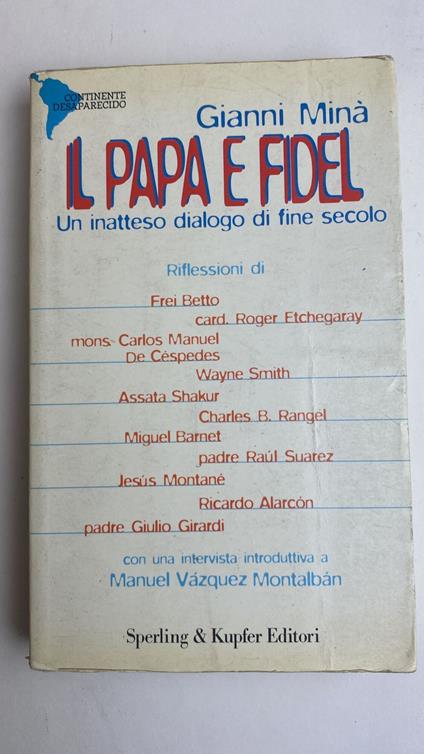 CONTINENTE
DESAPARECIDO
Gianni Minà
IL PAPA E FIDEL
Un inatteso dialogo di fine secolo
Riflessioni di
Frei Betto
card. Roger Etchegaray
mons. Carlos Manuel
De Céspedes
Wayne Smith
Assata Shakur
Charles B. Rangel
Miguel Barnet
padre Raúl Suarez
Jesús Montané
Ricardo Alarcón
padre Giulio Girardi
con una intervista introduttiva a
Manuel Vázquez Montalbán
Sperling & Kupfer Editori